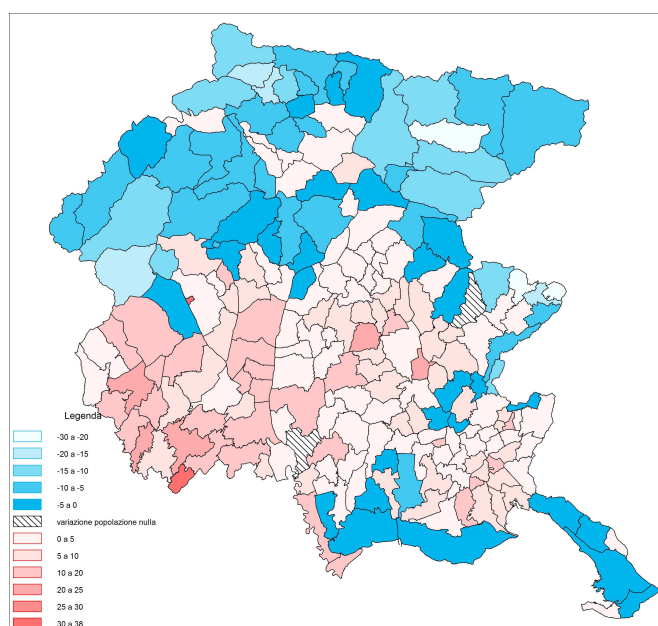 Legenda
-30 a -20
-20 a -15
-15 a -10
-10 a -5
-5 a 0
variazione popolazione nulla
0 a 5
5 a 10
10 a 20
20 a 25
25 a 30
30 a 38